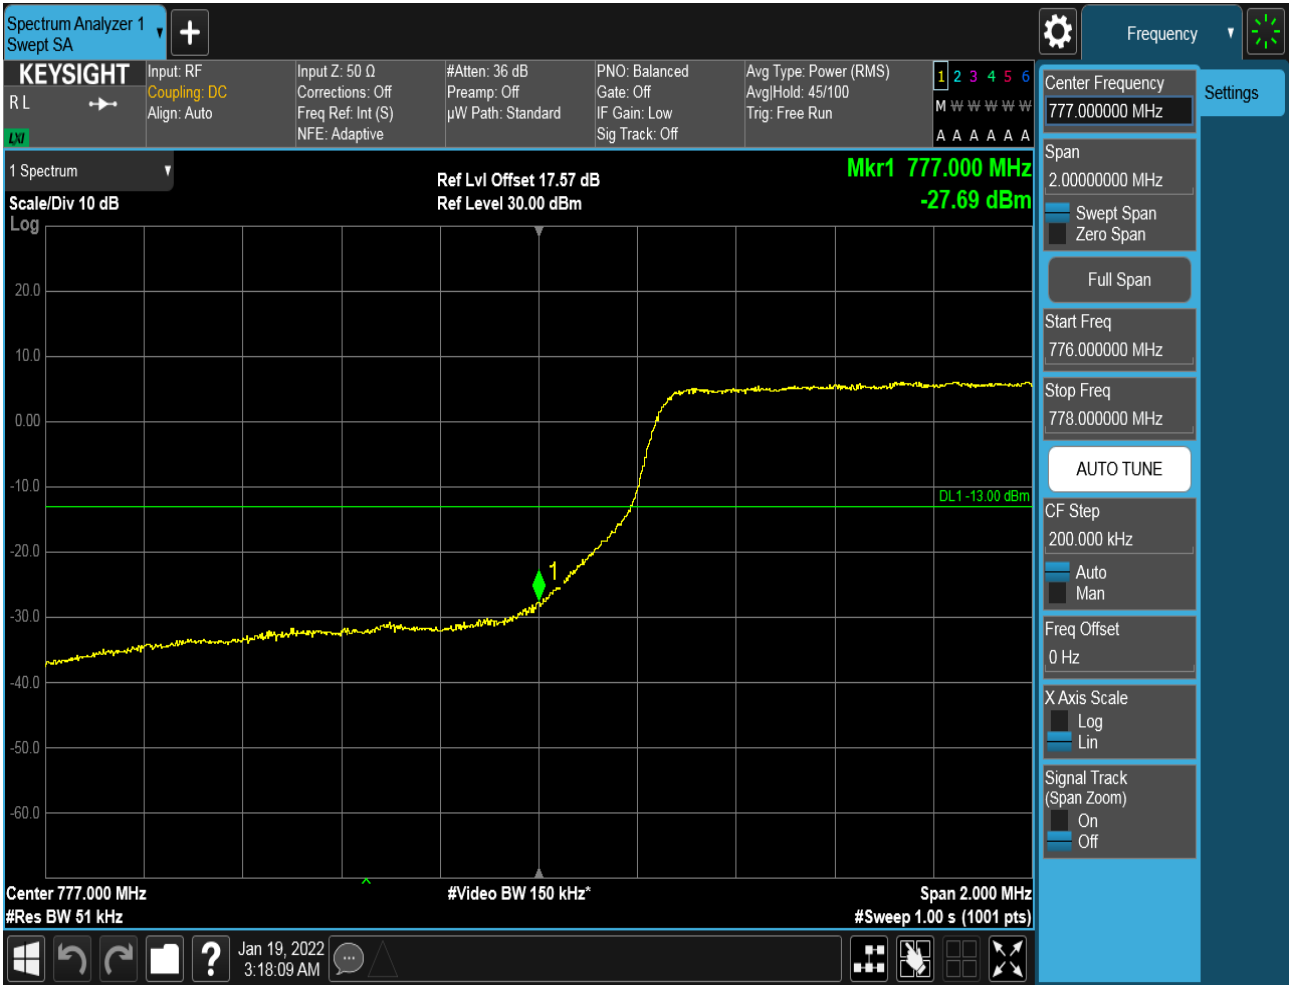 Spectrum Analyzer 1
Swept SA
Frequency
KEYSIGHT
R L
LXI
Input: RF
Coupling: DC
Align: Auto
Input Z: 50 Ω
Corrections: Off
Freq Ref: Int (S)
NFE: Adaptive
#Atten: 36 dB
Preamp: Off
µW Path: Standard
PNO: Balanced
Gate: Off
IF Gain: Low
Sig Track: Off
Avg Type: Power (RMS)
Avg|Hold: 45/100
Trig: Free Run
1 2 3 4 5 6
M W W W W W
A A A A A A
1 Spectrum
Scale/Div 10 dB
Log
Ref Lvl Offset 17.57 dB
Ref Level 30.00 dBm
Mkr1 777.000 MHz
-27.69 dBm
20.0
10.0
0.00
-10.0
-20.0
-30.0
-40.0
-50.0
-60.0
DL1 -13.00 dBm
1
Center 777.000 MHz
#Res BW 51 kHz
#Video BW 150 kHz*
Span 2.000 MHz
#Sweep 1.00 s (1001 pts)
Center Frequency
777.000000 MHz
Settings
Span
2.00000000 MHz
Swept Span
Zero Span
Full Span
Start Freq
776.000000 MHz
Stop Freq
778.000000 MHz
AUTO TUNE
CF Step
200.000 kHz
Auto
Man
Freq Offset
0 Hz
X Axis Scale
Log
Lin
Signal Track
(Span Zoom)
On
Off
?
Jan 19, 2022
3:18:09 AM